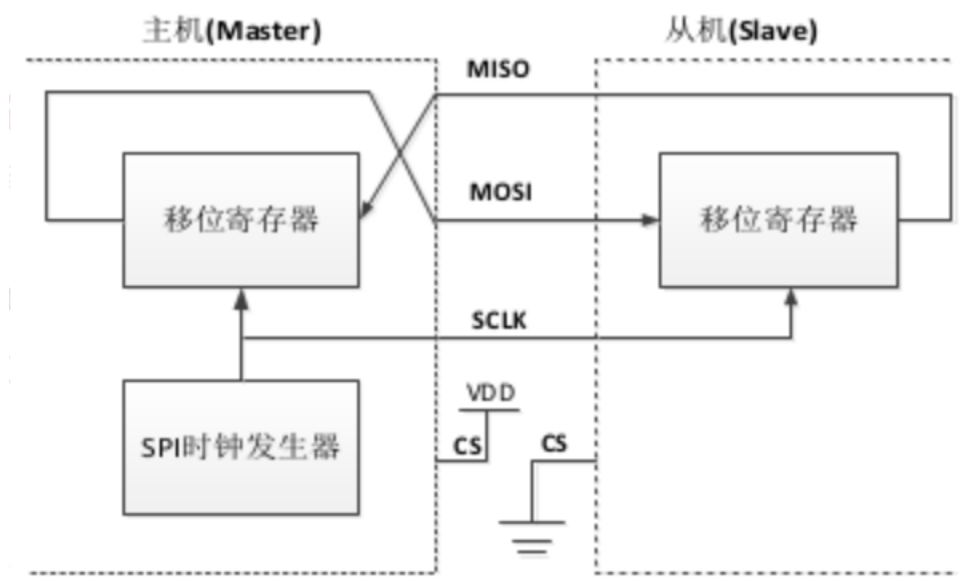 主机(Master)
从机(Slave)
MISO
移位寄存器
MOSI
移位寄存器
SCLK
SPI时钟发生器
VDD
CS
CS